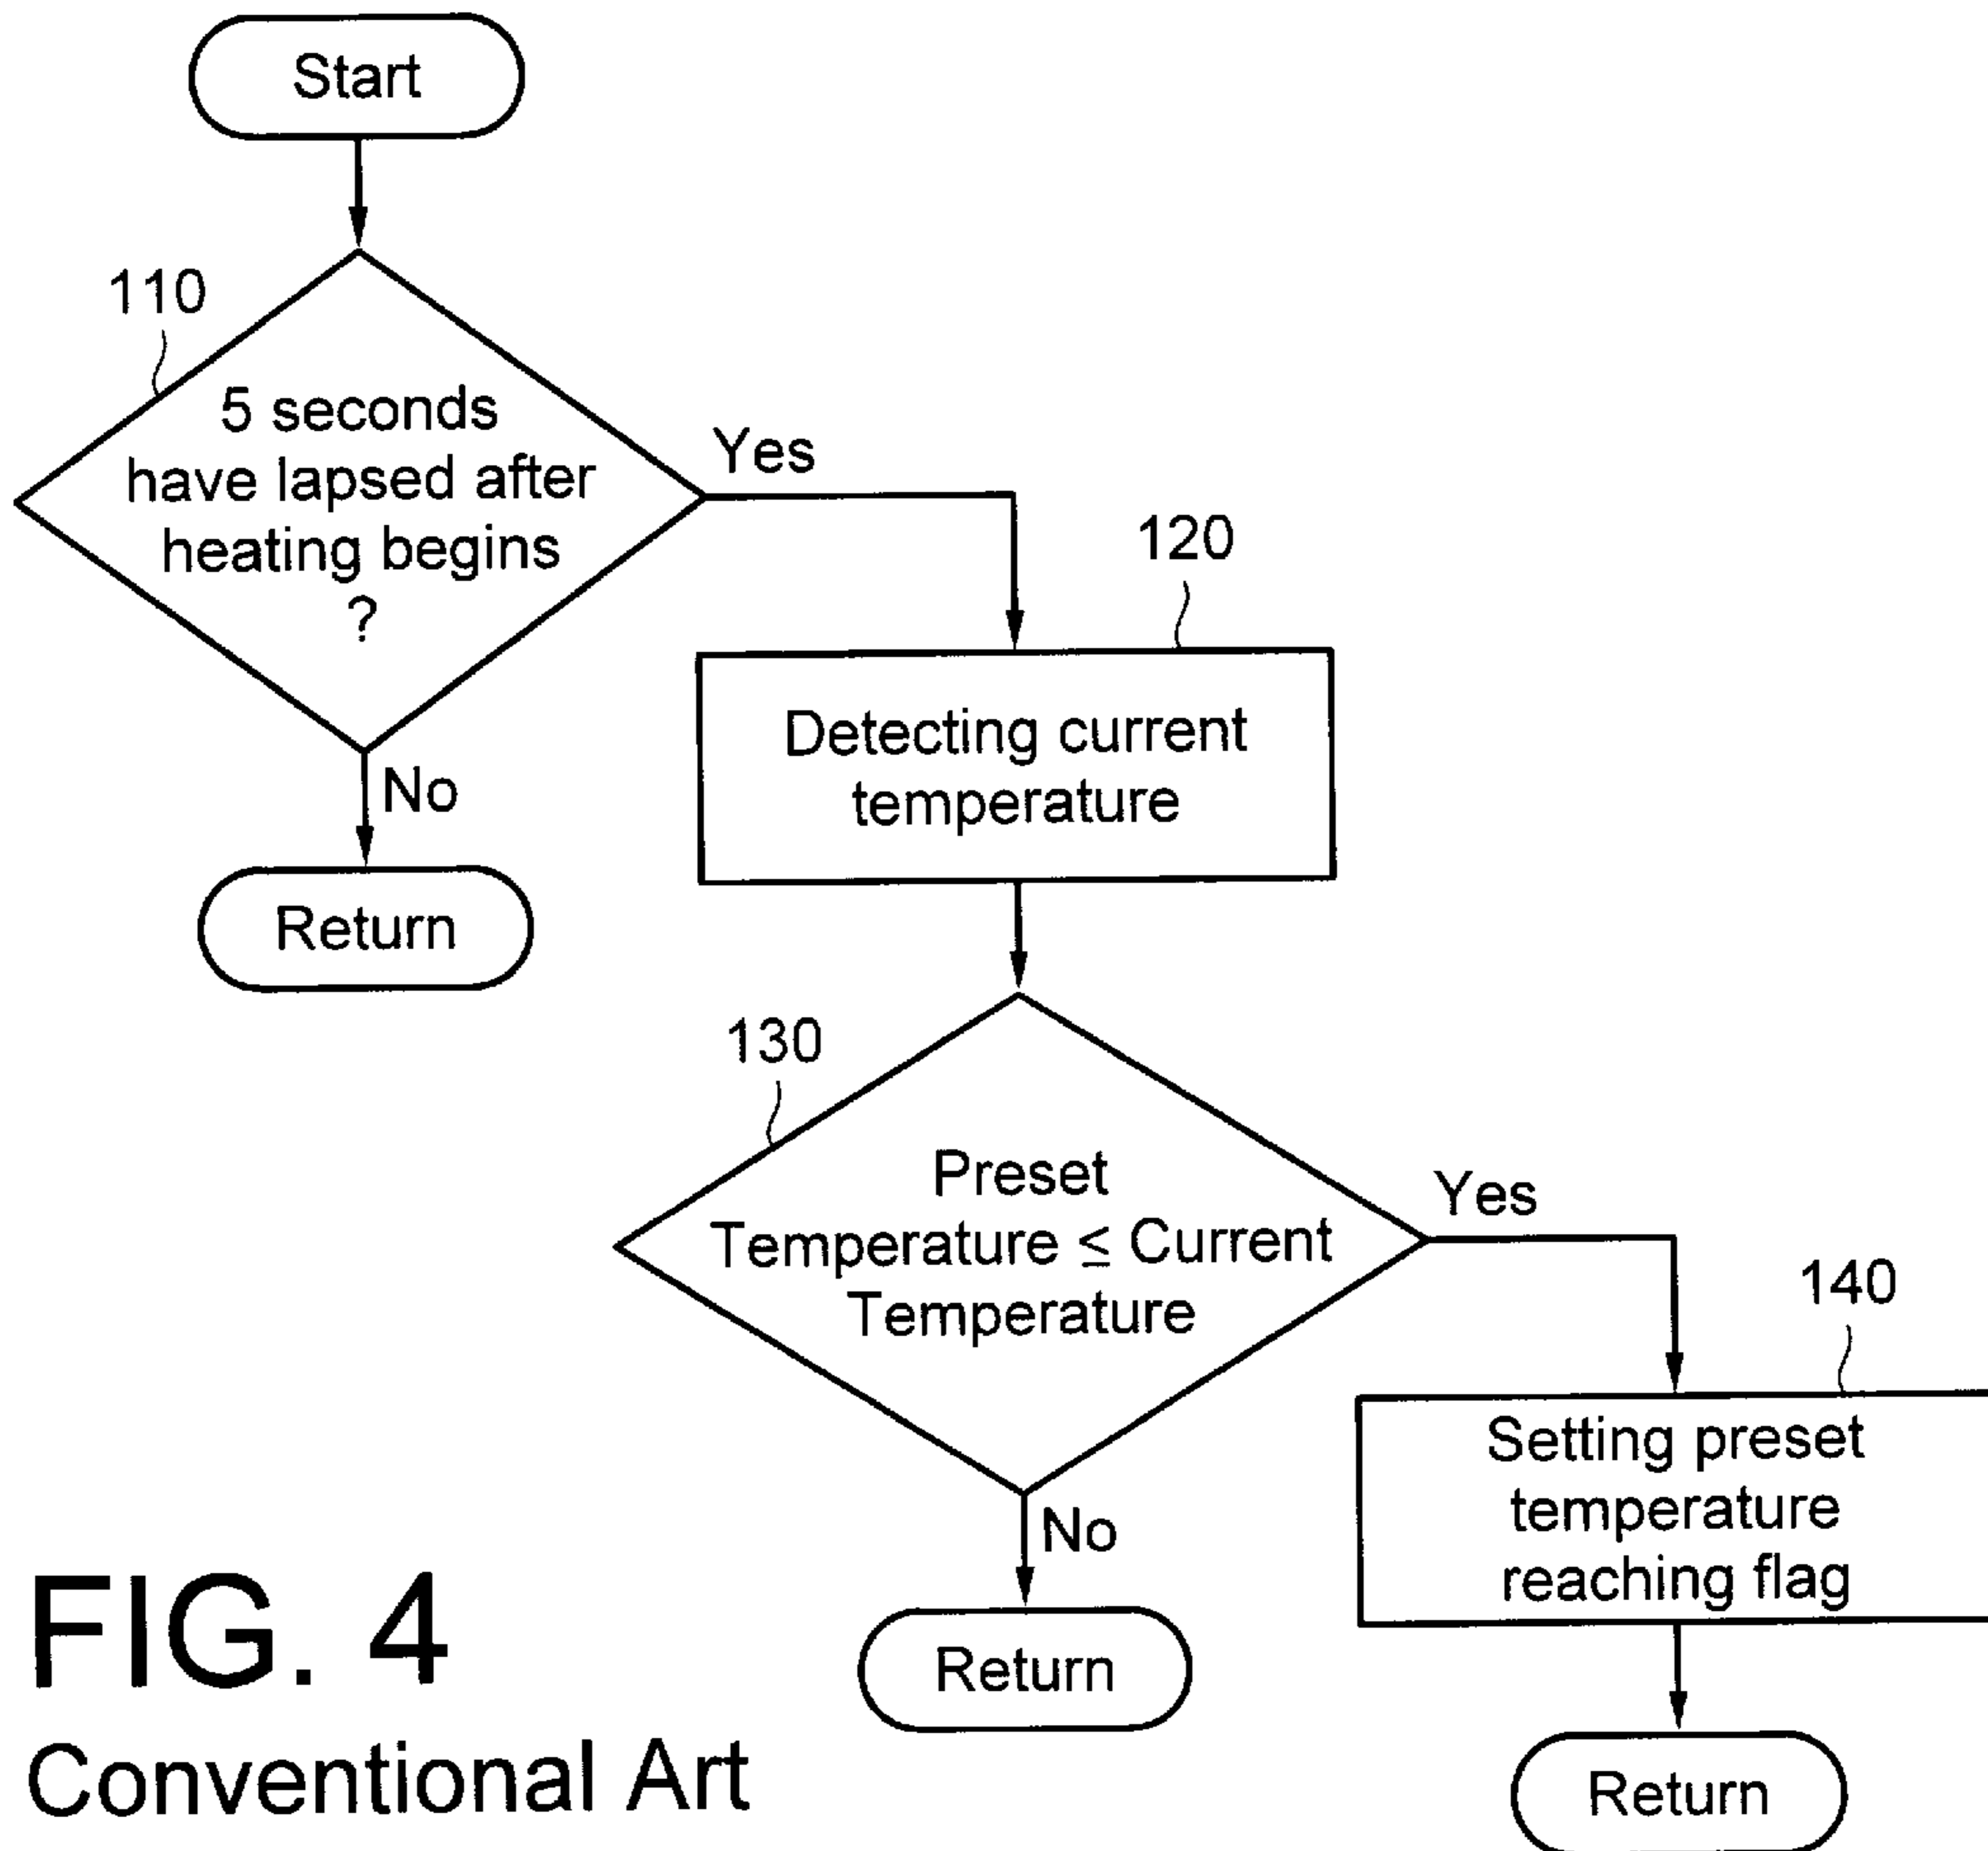 Start
110
5 seconds
have lapsed after
heating begins
?
Yes
No
Return
120
Detecting current
temperature
130
Preset
Temperature ≤ Current
Temperature
Yes
No
Return
140
Setting preset
temperature
reaching flag
Return
FIG. 4
Conventional Art